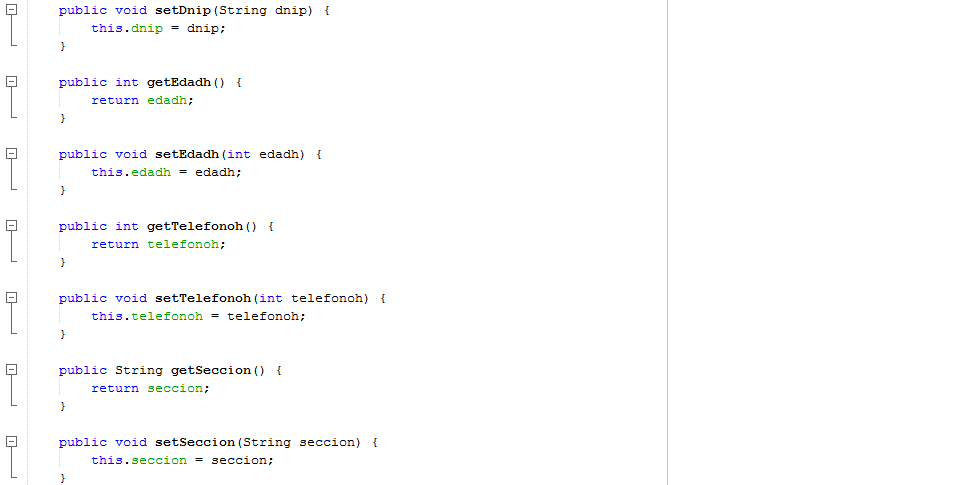 public void setDnip(String dnip) {
this.dnip = dnip;
}
public int getEdadh() {
return edadh;
}
public void setEdadh(int edadh) {
this.edadh = edadh;
}
public int getTelefonoh() {
return telefonoh;
}
public void setTelefonoh(int telefonoh) {
this.telefonoh = telefonoh;
}
public String getSeccion() {
return seccion;
}
public void setSeccion(String seccion) {
this.seccion = seccion;
}